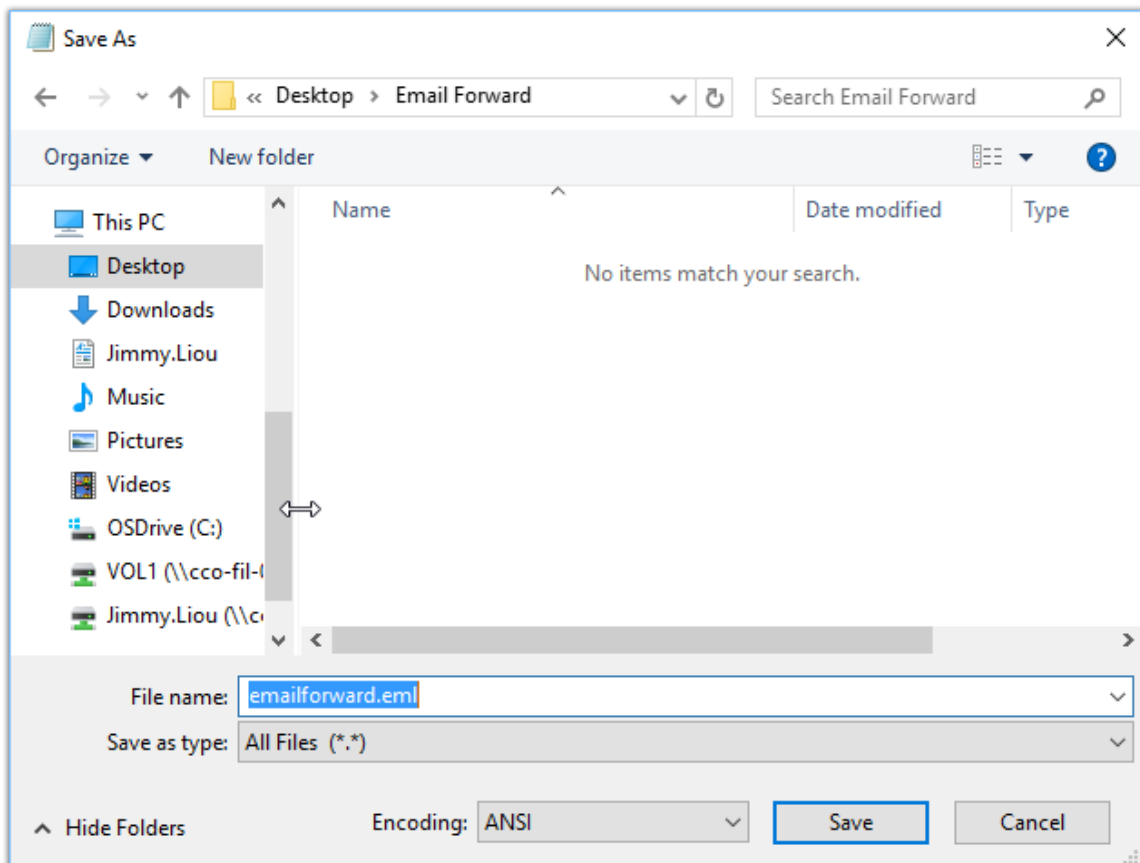 Save As
« Desktop > Email Forward
Search Email Forward
Organize
New folder
Name
Date modified
Type
No items match your search.
This PC
Desktop
Downloads
Jimmy.Liou
Music
Pictures
Videos
OSDrive (C:)
VOL1 (\\cco-fil-
Jimmy.Liou (\\c
File name: emailforward.eml
Save as type: All Files (*.*)
Hide Folders
Encoding: ANSI
Save
Cancel